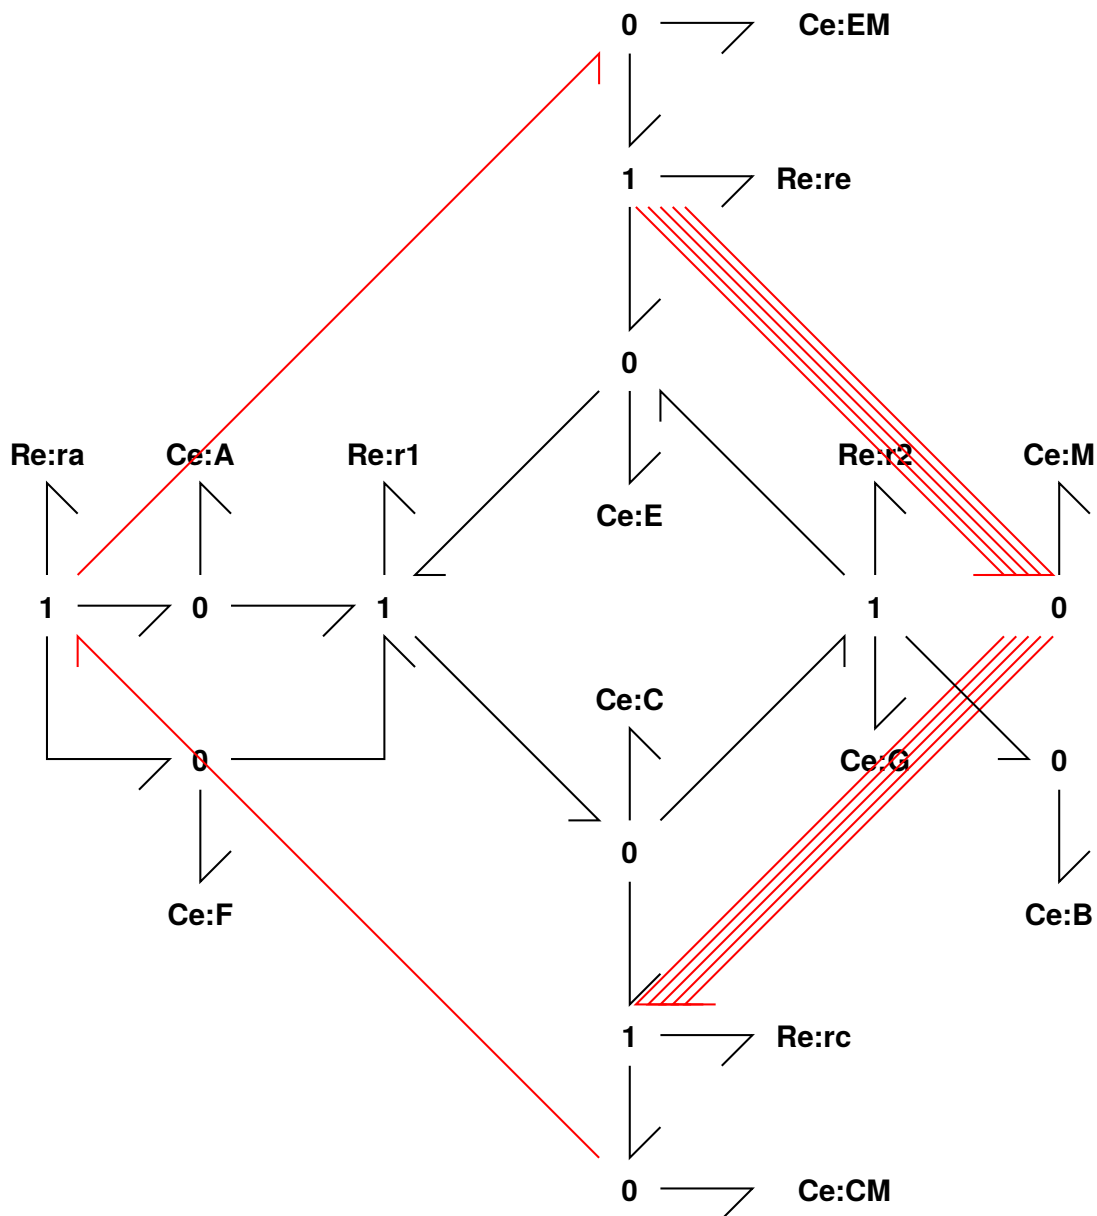 0 Ce:EM
1 Re:re
0
Re:ra Ce:A Re:r1 Re:r2 Ce:M
Ce:E
1 0 1 1 0
Ce:C
0 Ce:G 0
0
Ce:F Ce:B
1 Re:rc
0 Ce:CM